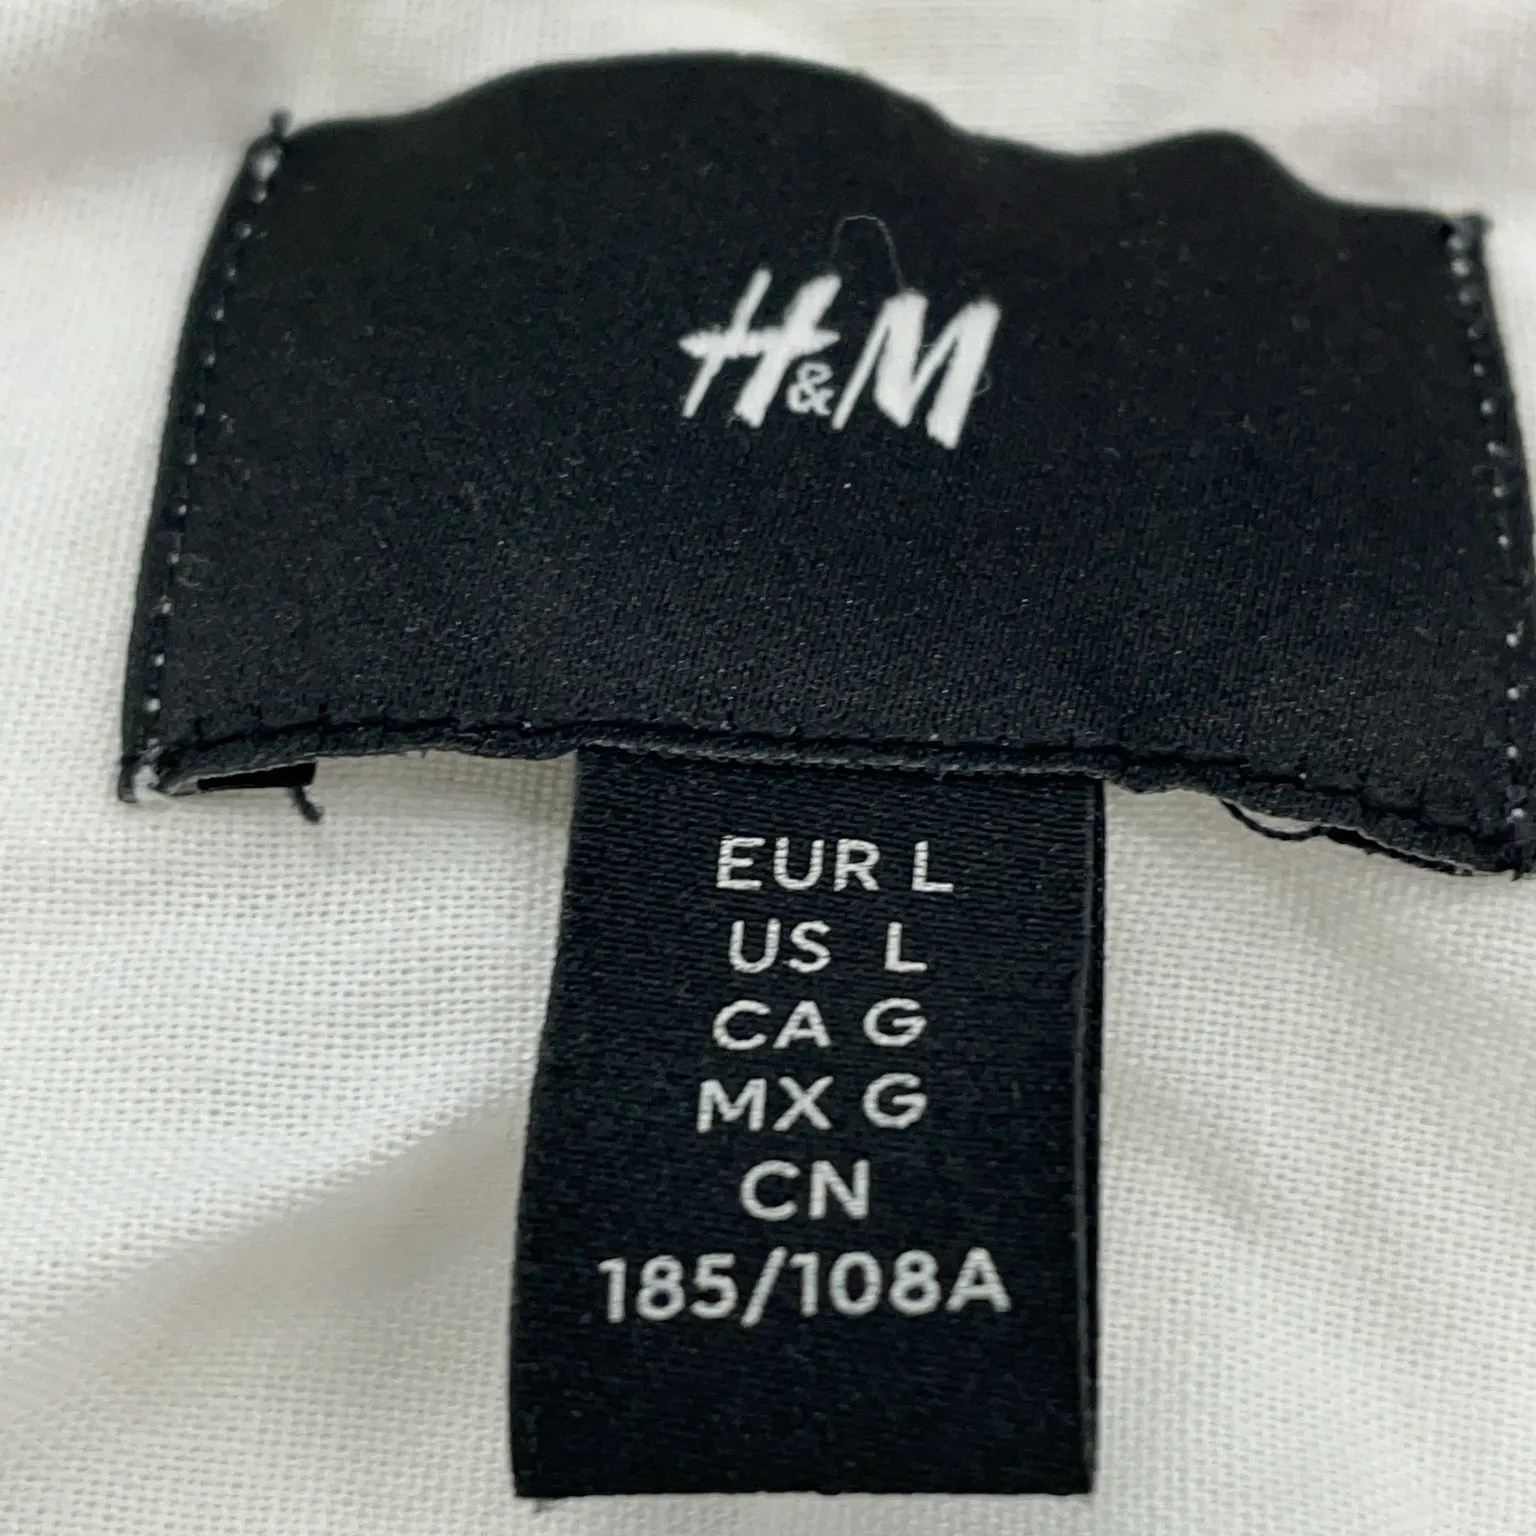 H&M
EUR L
US L
CA G
MX G
CN
185/108A